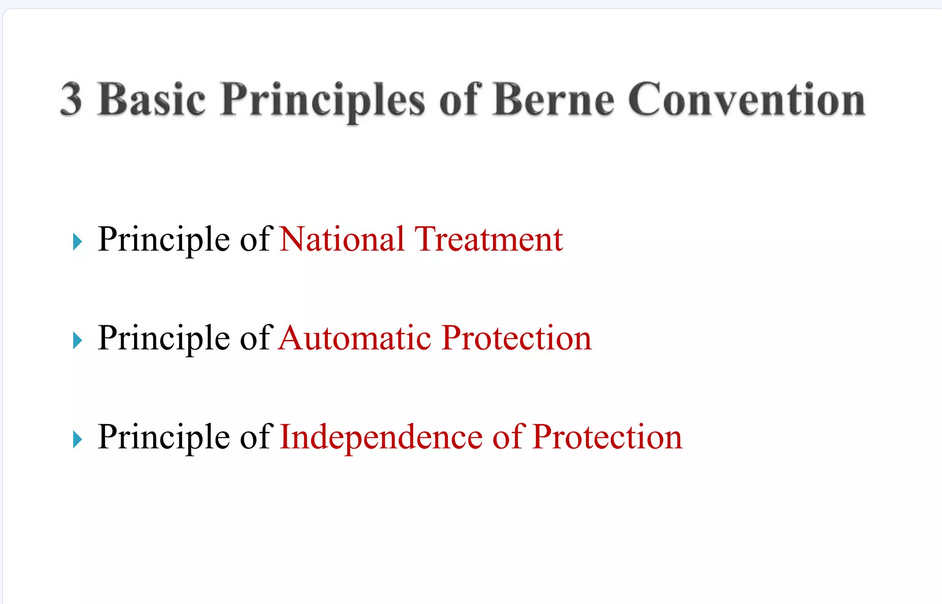 3 Basic Principles of Berne Convention
Principle of National Treatment
Principle of Automatic Protection
Principle of Independence of Protection